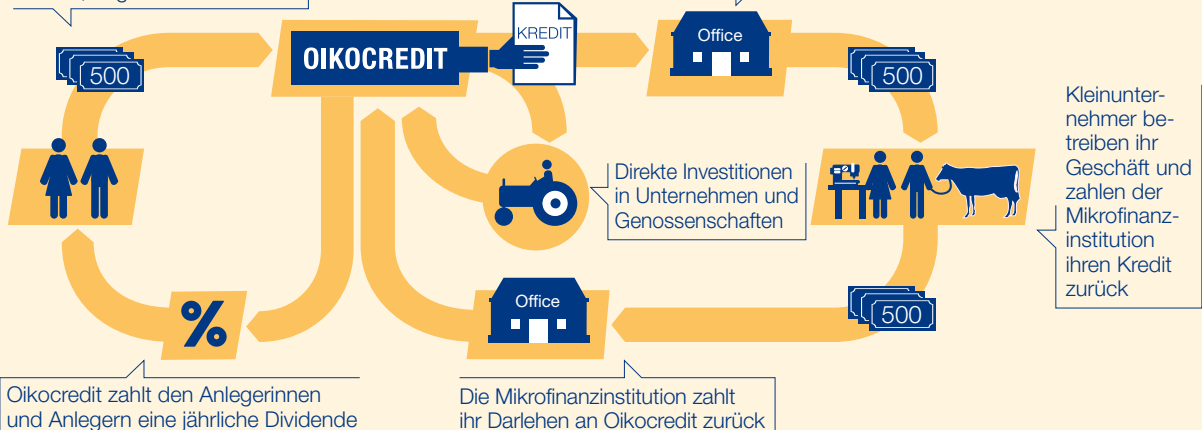 500
OIKOCREDIT
KREDIT
Office
500
Kleinunter-
nehmer be-
treiben ihr
Geschäft und
zahlen der
Mikrofinanz-
institution
ihren Kredit
zurück
Direkte Investitionen
in Unternehmen und
Genossenschaften
%
Office
500
Oikocredit zahlt den Anlegerinnen
und Anlegern eine jährliche Dividende
Die Mikrofinanzinstitution zahlt
ihr Darlehen an Oikocredit zurück